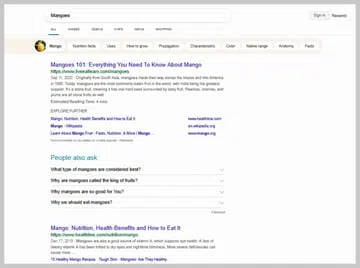 Mangoes
Sign in
Rewards
ALL IMAGES VIDEOS MAPS NEWS SHOPPING
Mango Nutrition facts Uses How to grow Propagation Characteristics Color Native range Anatomy Facts
Mangoes 101: Everything You Need To Know About Mango
https://www.liveeatlearn.com/mangoes
Sep 11, 2020 · Originally from South Asia, mangoes made their way across the tropics and into America
in 1880. Today, mangoes are the most commonly eaten fruit in the world, with India being the greatest
supplier. It's a stone fruit, meaning it has one hard seed surrounded by tasty fruit. Peaches, cherries, and
plums are all stone fruits as well.
Estimated Reading Time: 4 mins
EXPLORE FURTHER
Mango: Nutrition, Health Benefits and How to Eat It www.healthline.com
Mango - Wikipedia en.wikipedia.org
Learn About Mango Fruit - Facts, Nutrition, & More | Mango ... www.mango.org
People also ask
What type of mangoes are considered best?
Why are mangoes called the king of fruits?
Why mangoes are so good for You?
Why we should eat mangoes?
Feedback
Mango: Nutrition, Health Benefits and How to Eat It
https://www.healthline.com/nutrition/mango
Dec 17, 2018 · Mangoes are also a good source of vitamin A, which supports eye health. A lack of
dietary vitamin A has been linked to dry eyes and nighttime blindness. More severe deficiencies can
cause more ...
15 Healthy Mango Recipes · Tough Skin · Mangoes: Are They Healthy